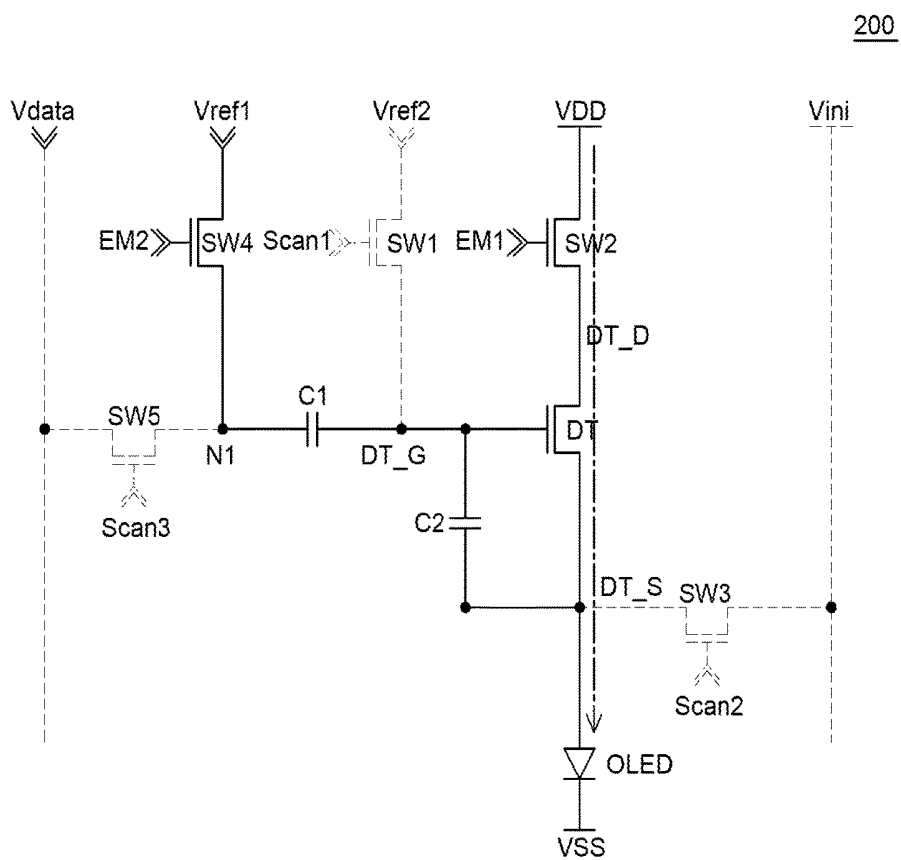 200
Vdata Vref1 Vref2 VDD Vini
EM2 SW4 Scan1 SW1 EM1 SW2
DT_D
C1
SW5 DT
N1 DT_G
Scan3 C2
DT_S SW3
Scan2
OLED
VSS